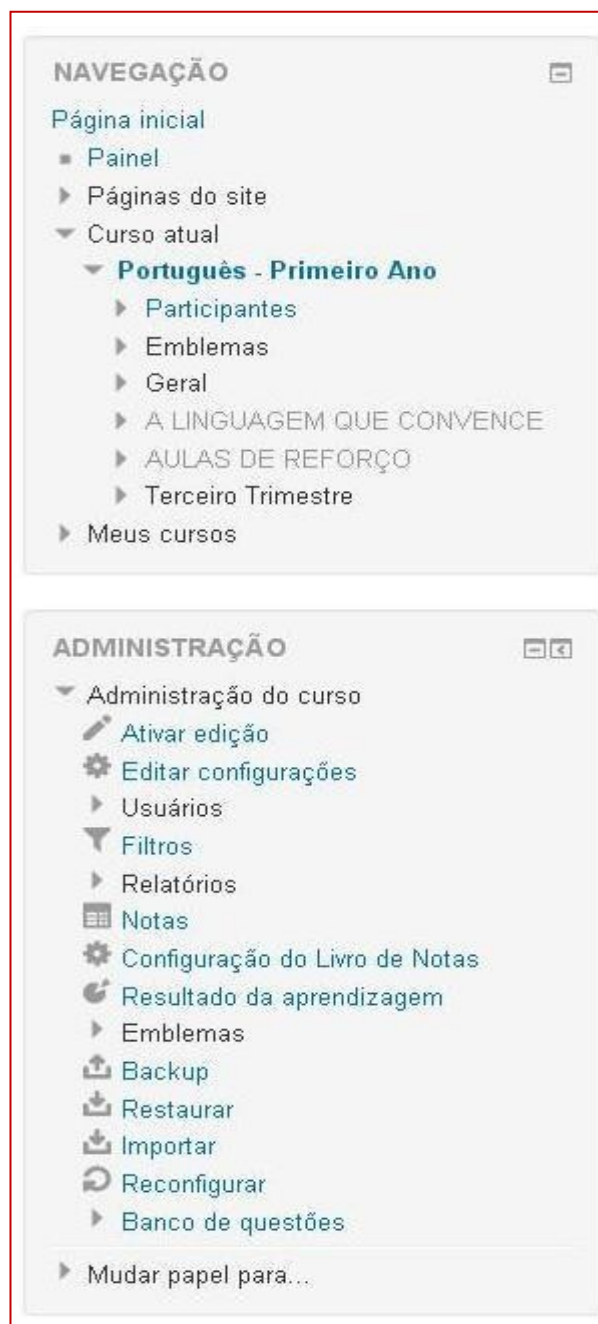 NAVEGAÇÃO
Página inicial
Painel
Páginas do site
Curso atual
Português - Primeiro Ano
Participantes
Emblemas
Geral
A LINGUAGEM QUE CONVENCE
AULAS DE REFORÇO
Terceiro Trimestre
Meus cursos
ADMINISTRAÇÃO
Administração do curso
Ativar edição
Editar configurações
Usuários
Filtros
Relatórios
Notas
Configuração do Livro de Notas
Resultado da aprendizagem
Emblemas
Backup
Restaurar
Importar
Reconfigurar
Banco de questões
Mudar papel para...